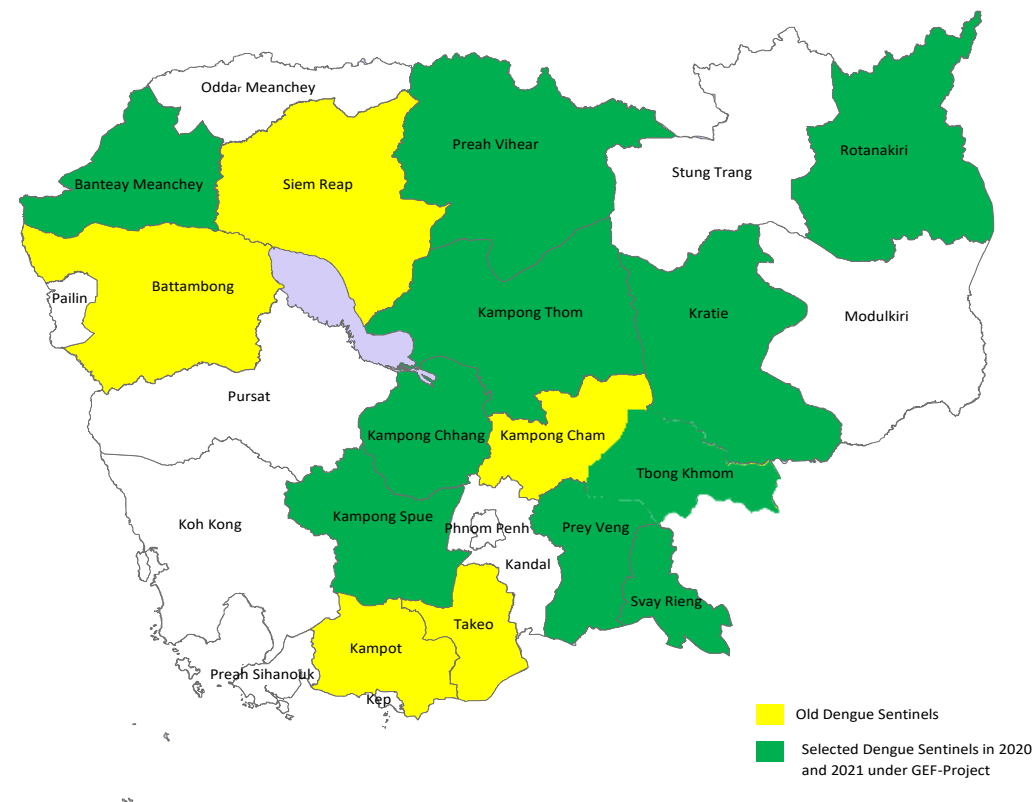 Oddar Meanchey
Preah Vihear
Rotanakiri
Stung Trang
Banteay Meanchey
Siem Reap
Battambong
Pailin
Kampong Thom
Kratie
Modulkiri
Pursat
Kampong Chhang
Kampong Cham
Tbong Khmom
Koh Kong
Kampong Spue
Phnom Penh
Prey Veng
Kandal
Svay Rieng
Takeo
Kampot
Preah Sihanouk
Kep
Old Dengue Sentinels
Selected Dengue Sentinels in 2020
and 2021 under GEF-Project